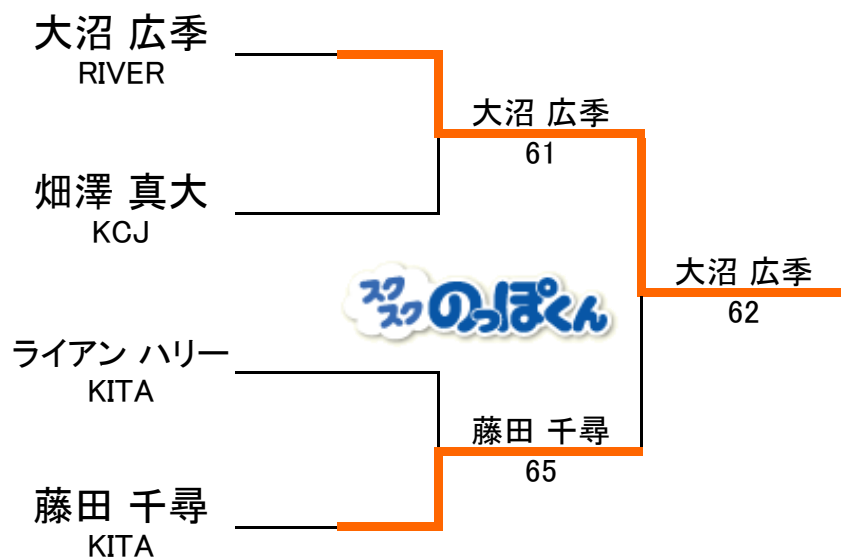 大沼 広季
RIVER
大沼 広季
61
畑澤 真大
KCJ
大沼 広季
62
スク
スク のっぽくん
ライアン ハリー
KITA
藤田 千尋
65
藤田 千尋
KITA